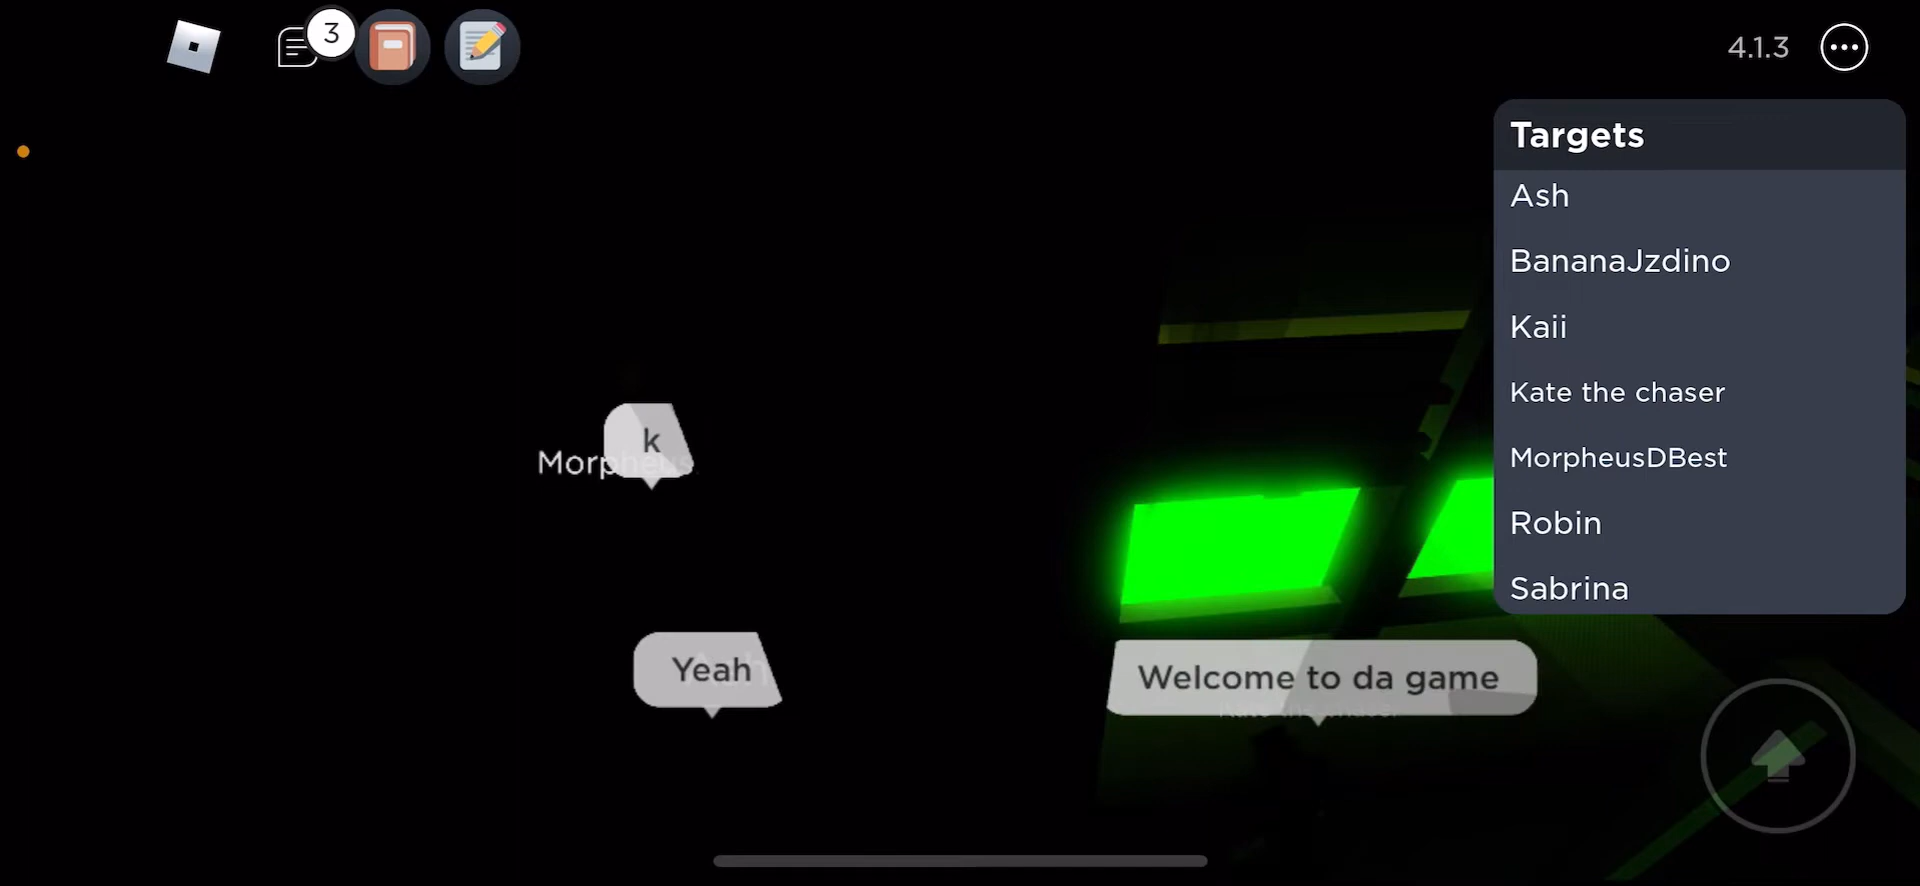 3
4.1.3
Targets
Ash
BananaJzdino
Kaii
Kate the chaser
MorpheusDBest
Robin
Sabrina
k
Morpheus
Yeah
Welcome to da game